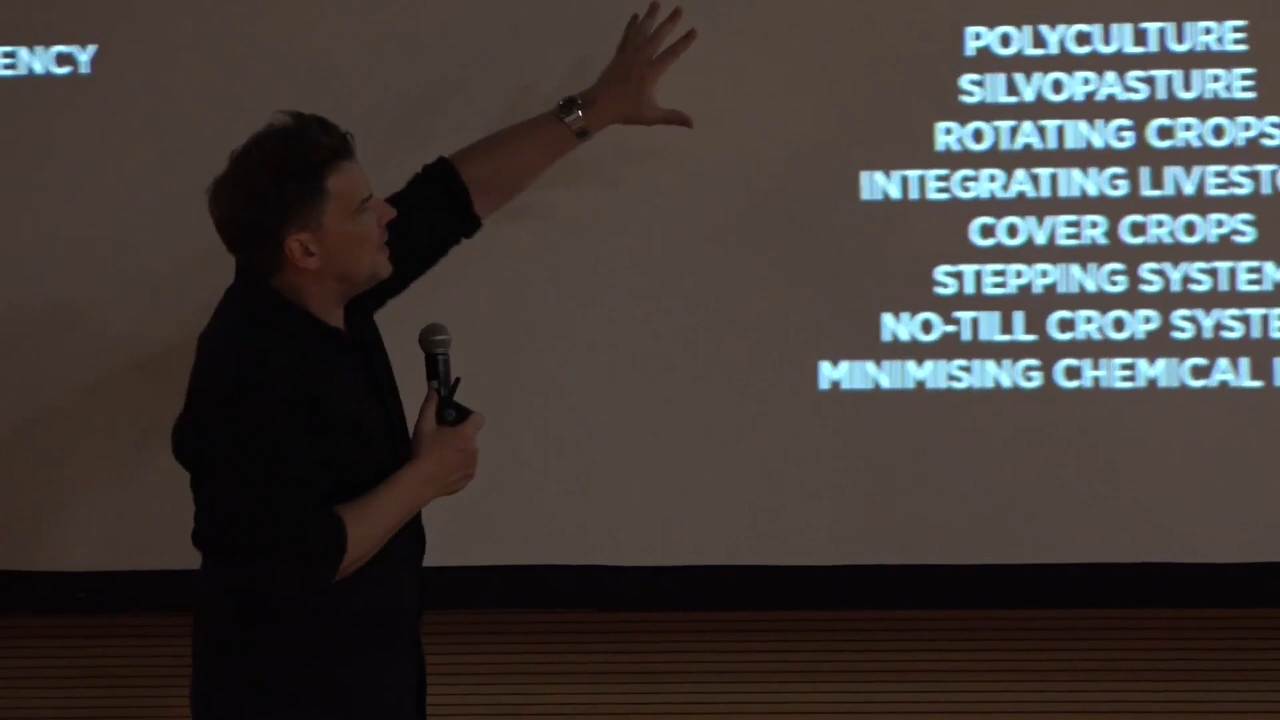 ENCY
POLYCULTURE
SILVOPASTURE
ROTATING CROPS
INTEGRATING LIVESTO
COVER CROPS
STEPPING SYSTEM
NO-TILL CROP SYSTE
MINIMISING CHEMICAL